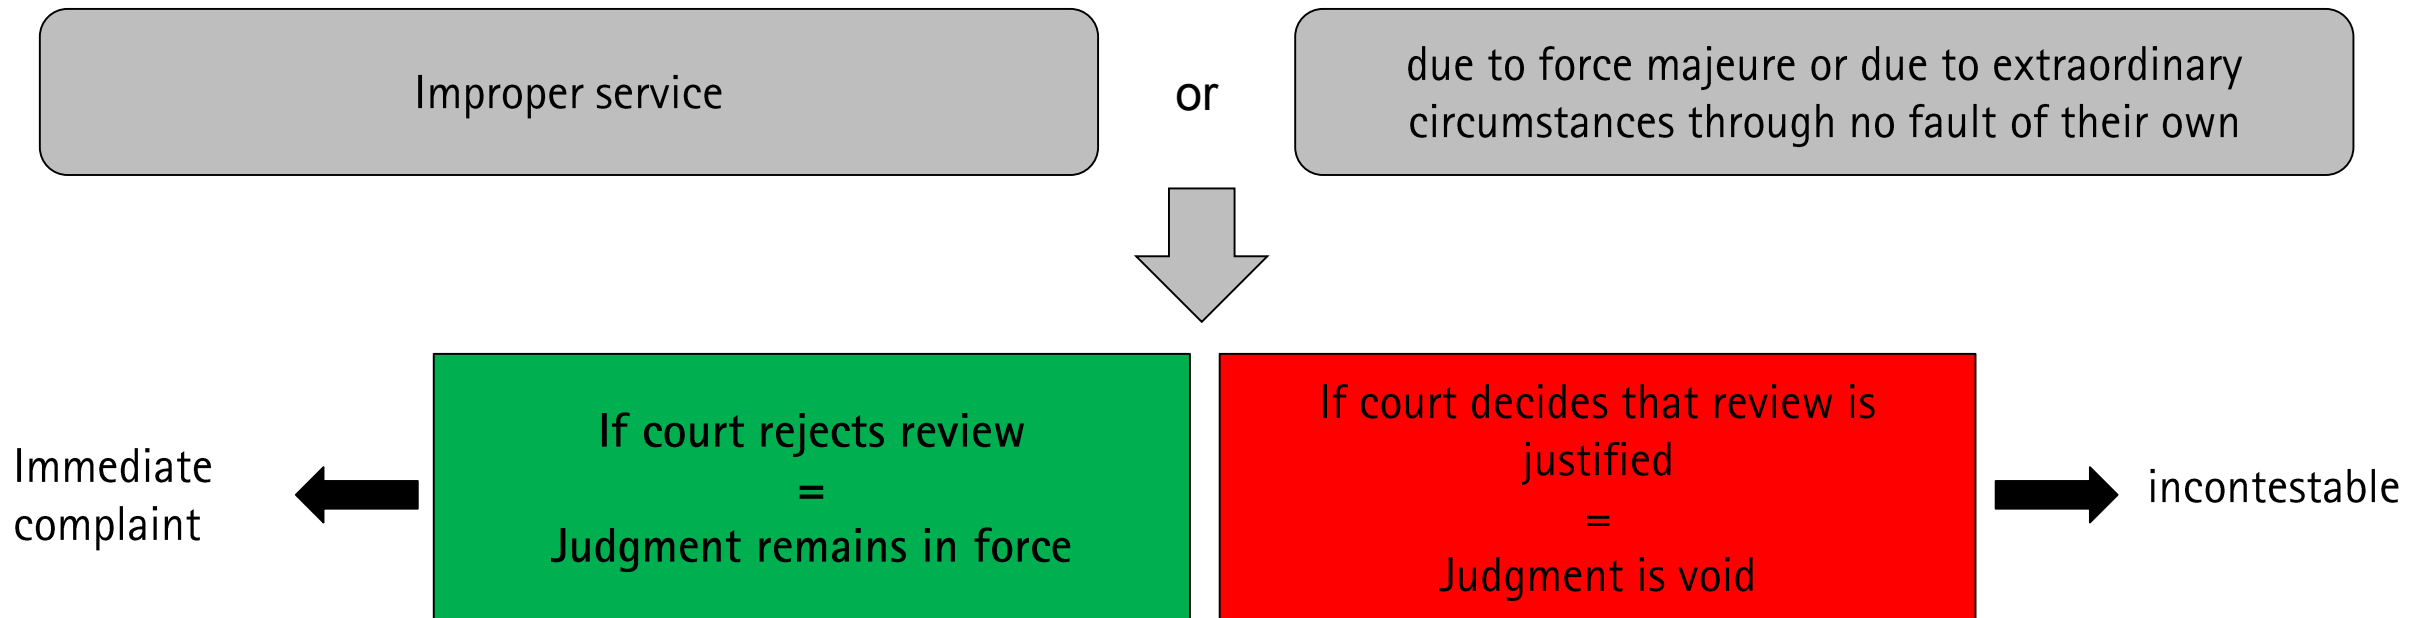 Improper service
or
due to force majeure or due to extraordinary
circumstances through no fault of their own
Immediate
complaint
If court rejects review
=
Judgment remains in force
If court decides that review is
justified
=
Judgment is void
incontestable